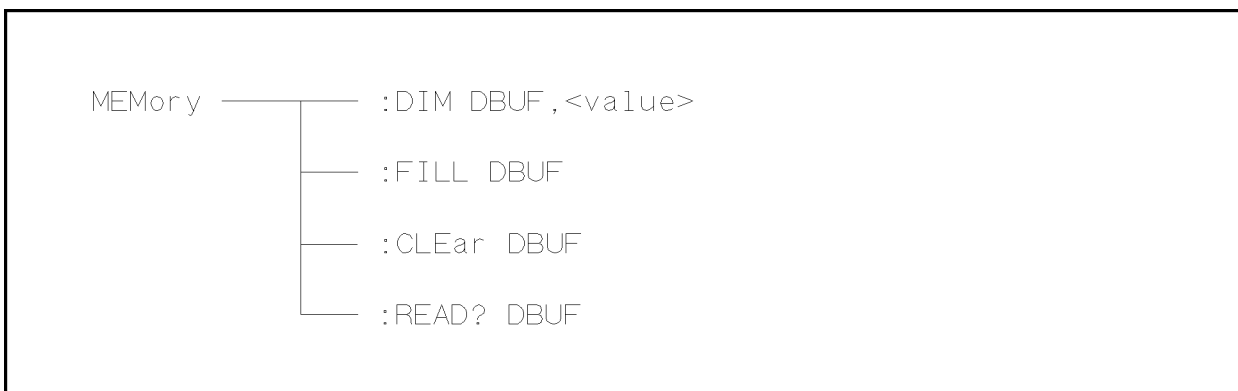 MEMory :DIM DBUF,<value>
:FILL DBUF
:CLEar DBUF
:READ? DBUF